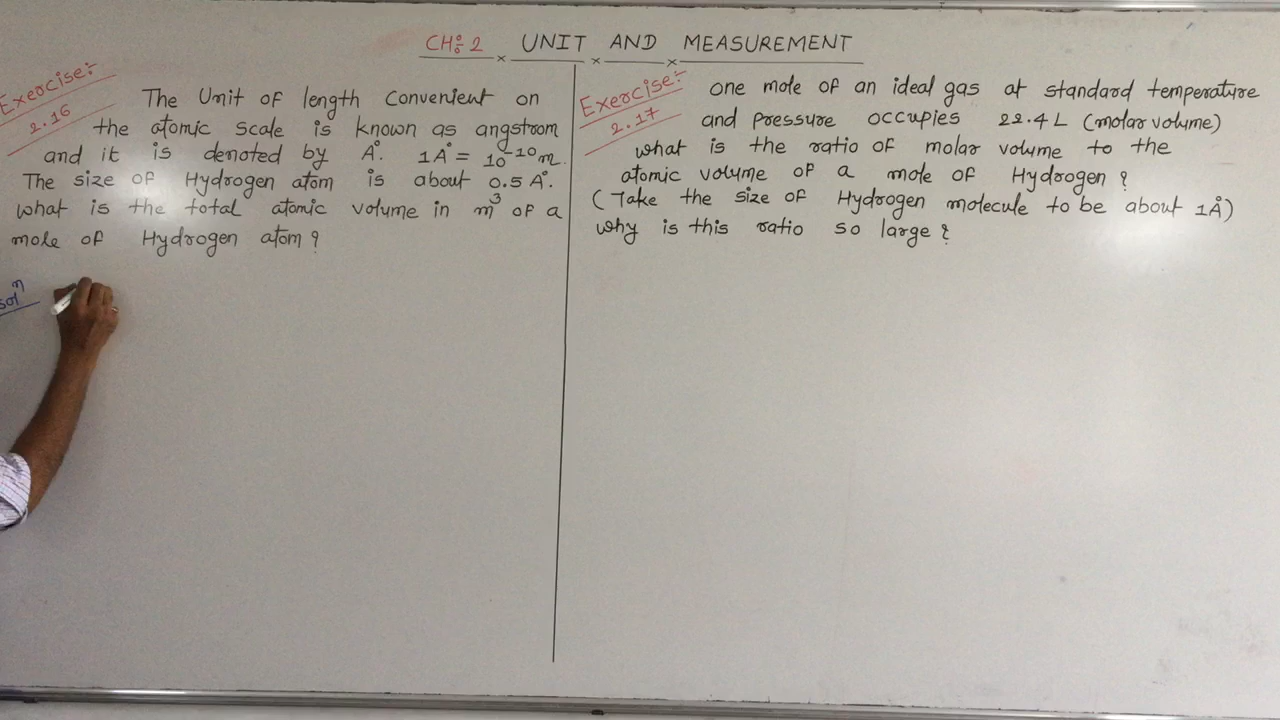 CH:- 2 UNIT AND MEASUREMENT
Exercise:-
2.16
The Unit of length Convenient on
the atomic scale is known as angstrom
and it is denoted by Å. 1Å = 10⁻¹⁰m.
The size of Hydrogen atom is about 0.5 Å.
what is the total atomic volume in m³ of a
mole of Hydrogen atom?
solⁿ
Exercise:-
2.17
one mole of an ideal gas at standard temperature
and pressure occupies 22.4 L (molar volume)
what is the ratio of molar volume to the
atomic volume of a mole of Hydrogen?
(Take the size of Hydrogen molecule to be about 1Å)
why is this ratio so large?